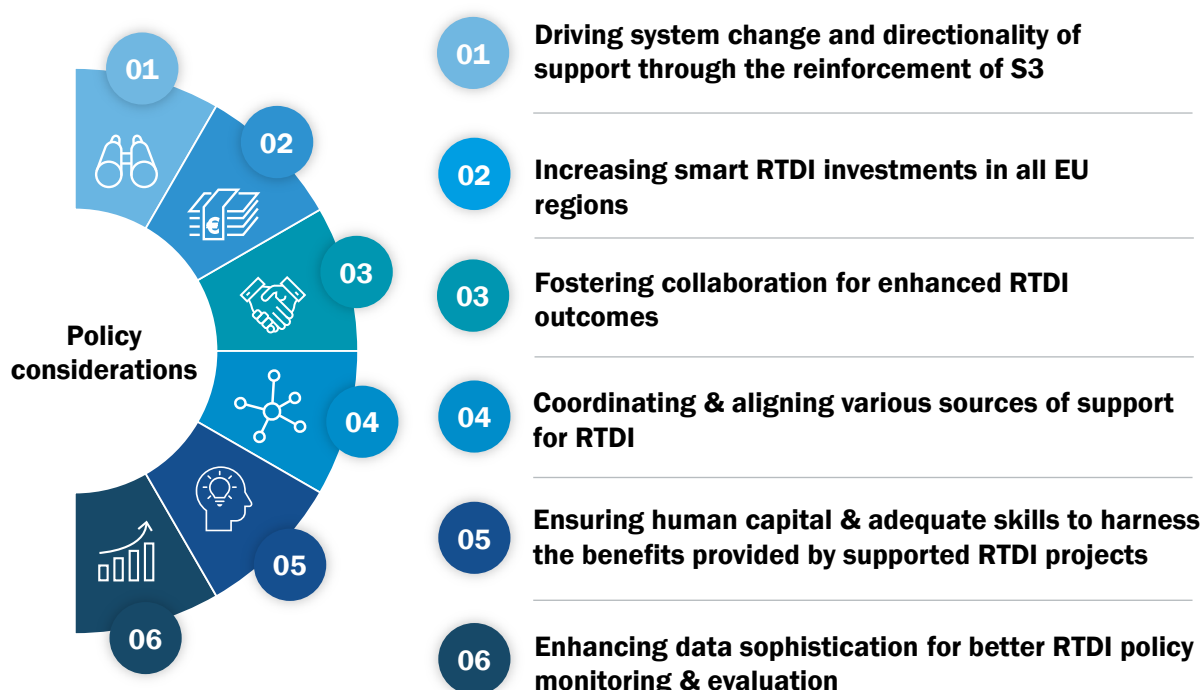 01
02
€
03
Policy
considerations
04
05
06
01
Driving system change and directionality of
support through the reinforcement of S3
02
Increasing smart RTDI investments in all EU
regions
03
Fostering collaboration for enhanced RTDI
outcomes
04
Coordinating & aligning various sources of support
for RTDI
05
Ensuring human capital & adequate skills to harness
the benefits provided by supported RTDI projects
06
Enhancing data sophistication for better RTDI policy
monitoring & evaluation